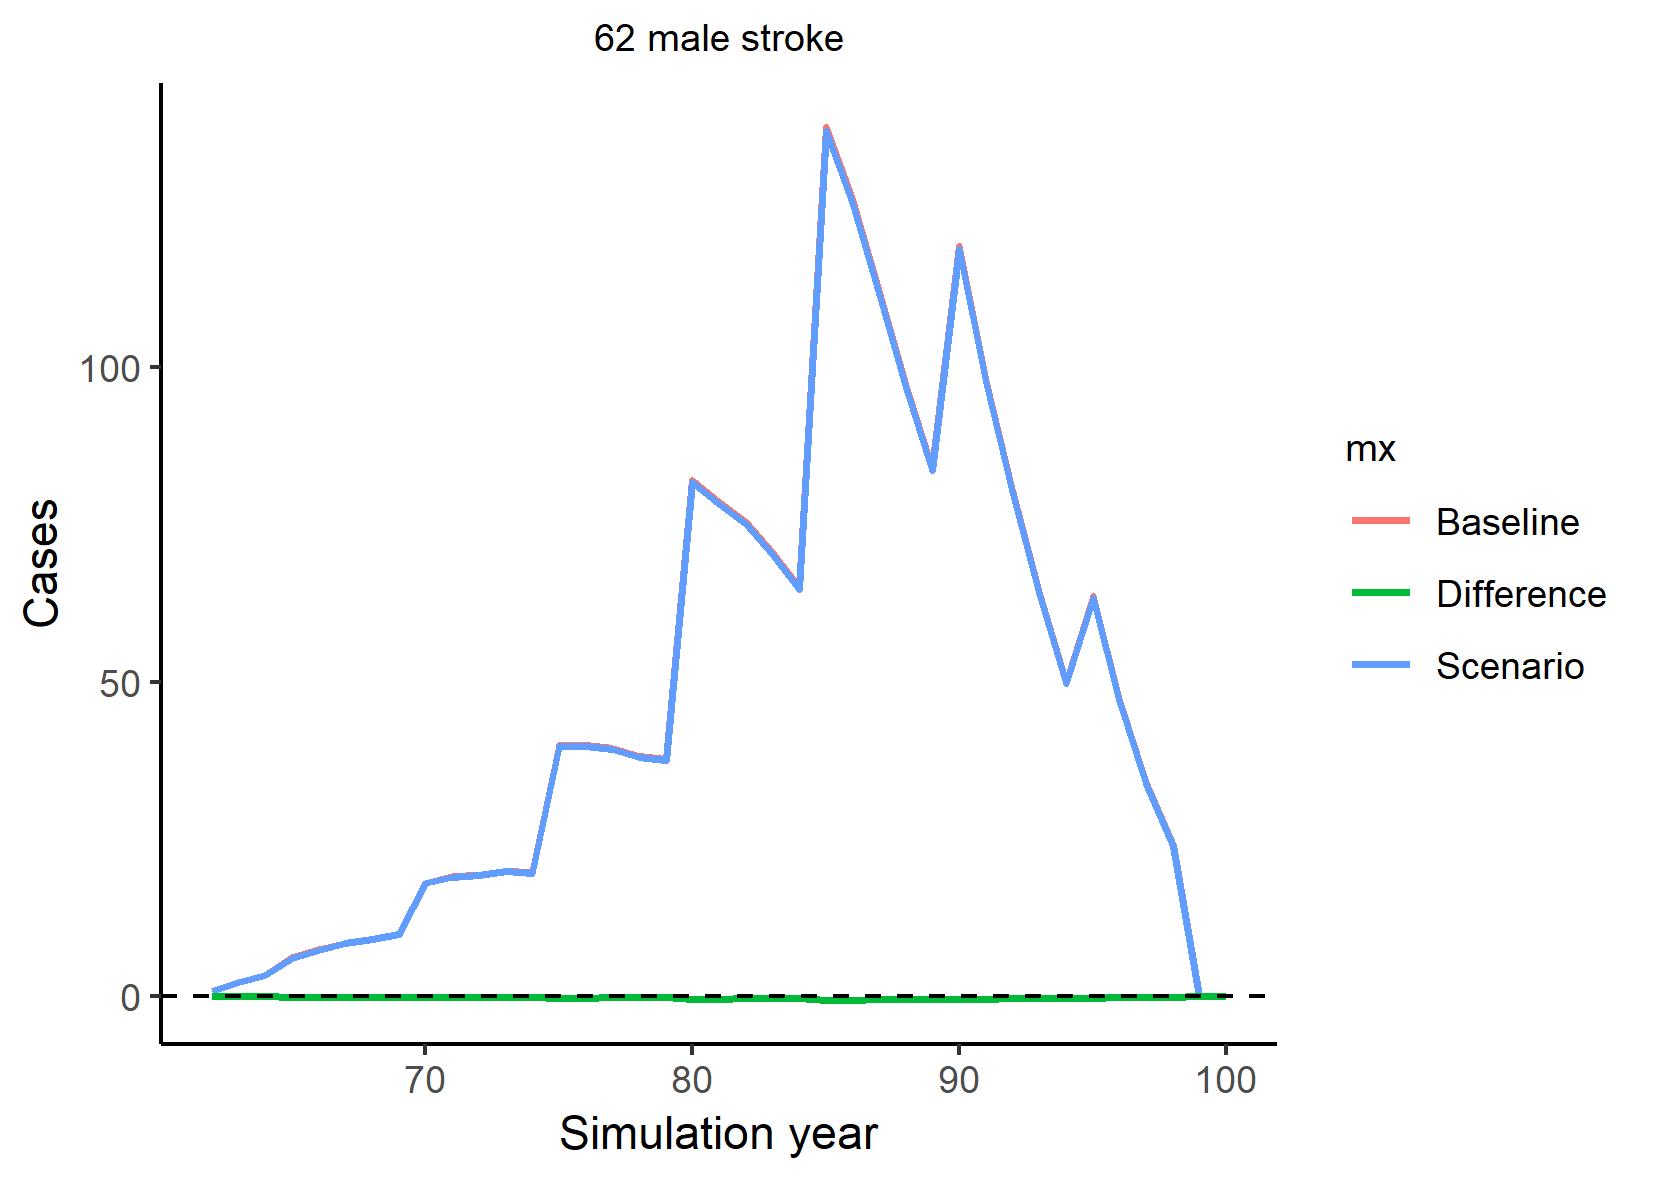 62 male stroke
Cases
100
50
0
70 80 90 100
Simulation year
mx
Baseline
Difference
Scenario